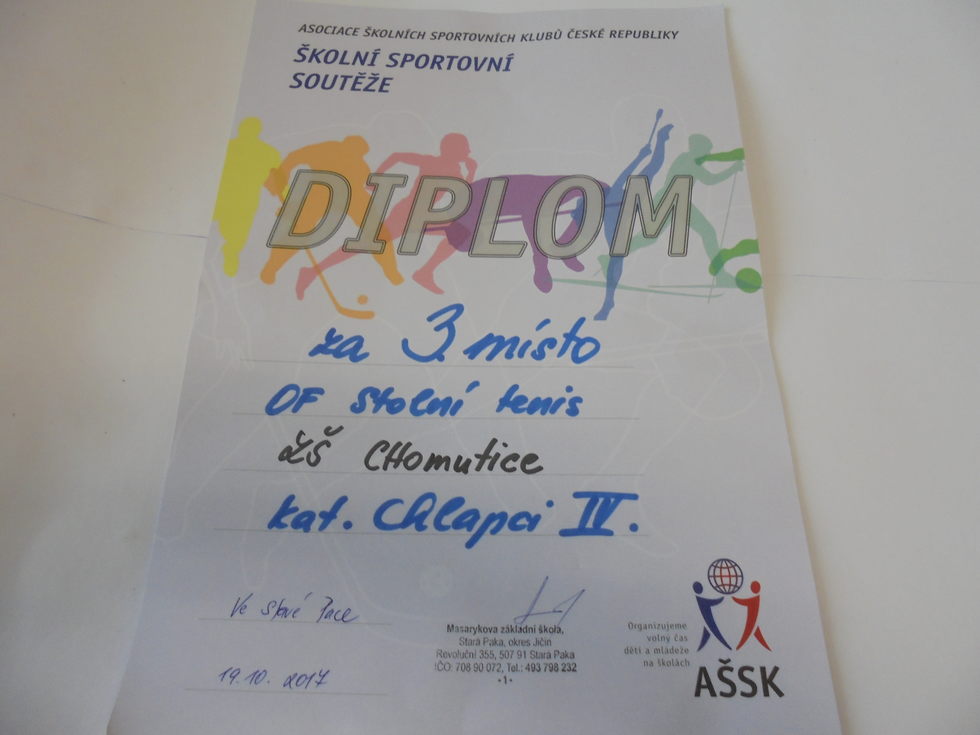 ASOCIACE ŠKOLNÍCH SPORTOVNÍCH KLUBŮ ČESKÉ REPUBLIKY
ŠKOLNÍ SPORTOVNÍ
SOUTĚŽE
DIPLOM
za 3. místo
OF Stolní tenis
ZŠ CHomutice
kat. Chlapci IV.
Ve Staré Pace
19.10. 2017
Masarykova základní škola,
Stará Paka, okres Jičín
Revoluční 355, 507 91 Stará Paka
IČO: 708 90 072, Tel.: 493 798 232
-1-
Organizujeme
volný čas
dětí a mládeže
na školách
AŠSK